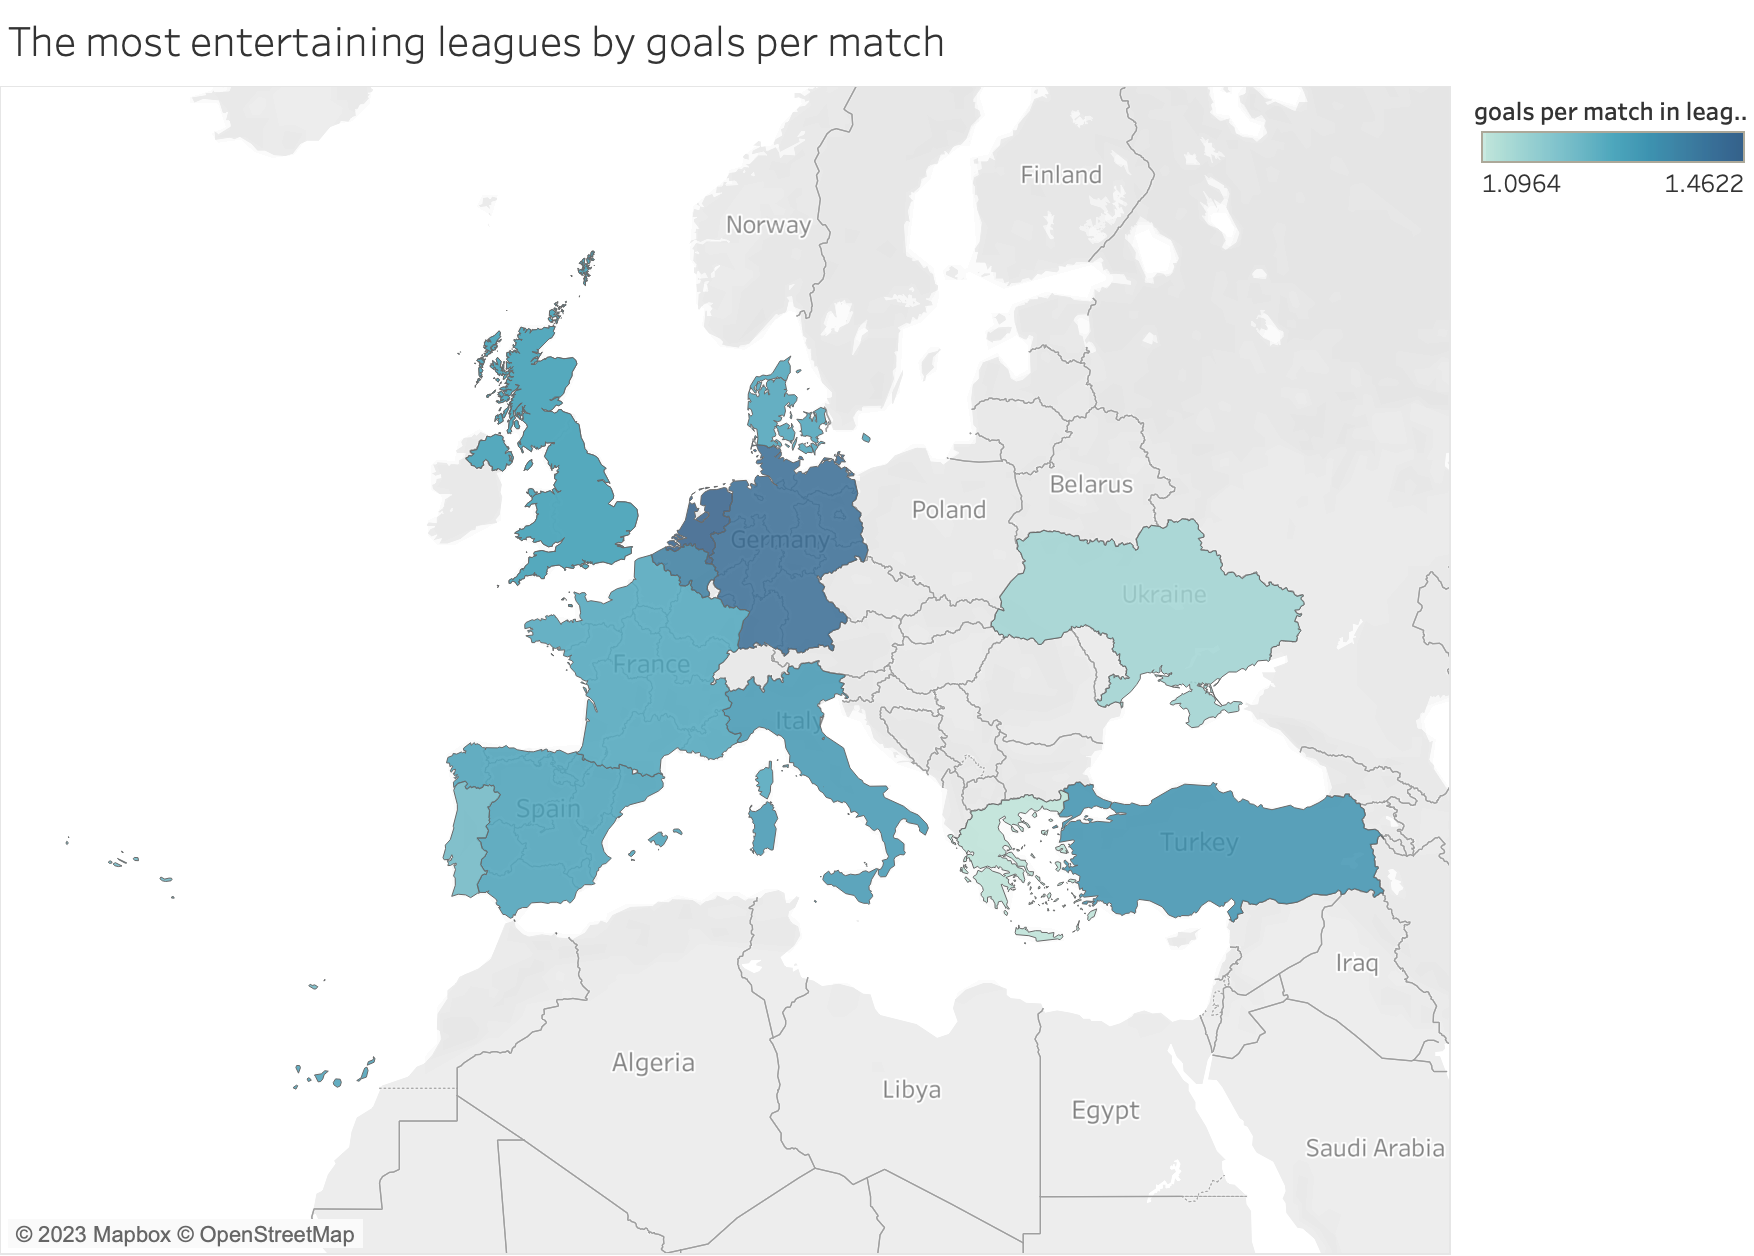 The most entertaining leagues by goals per match
goals per match in leag..
1.0964 1.4622
Finland
Norway
Belarus
Poland
Germany
Ukraine
France
Italy
Spain
Turkey
Iraq
Algeria
Libya
Egypt
Saudi Arabia
© 2023 Mapbox © OpenStreetMap